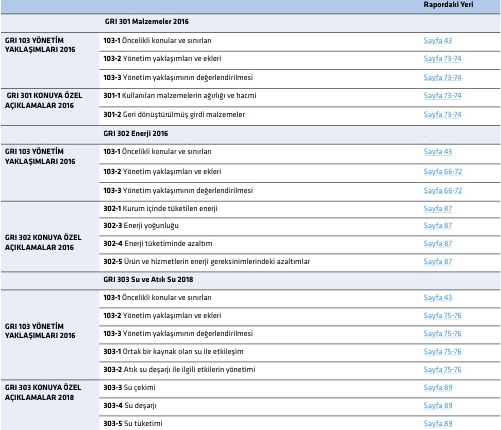 Rapordaki Yeri
GRI 301 Malzemeler 2016
GRI 103 YÖNETİM
YAKLAŞIMLARI 2016
103-1 Öncelikli konular ve sınırları Sayfa 43
103-2 Yönetim yaklaşımları ve ekleri Sayfa 73-74
103-3 Yönetim yaklaşımının değerlendirilmesi Sayfa 73-74
GRI 301 KONUYA ÖZEL
AÇIKLAMALAR 2016
301-1 Kullanılan malzemelerin ağırlığı ve hacmi Sayfa 73-74
301-2 Geri dönüştürülmüş girdi malzemeler Sayfa 73-74
GRI 302 Enerji 2016
GRI 103 YÖNETİM
YAKLAŞIMLARI 2016
103-1 Öncelikli konular ve sınırları Sayfa 43
103-2 Yönetim yaklaşımları ve ekleri Sayfa 66-72
103-3 Yönetim yaklaşımının değerlendirilmesi Sayfa 66-72
GRI 302 KONUYA ÖZEL
AÇIKLAMALAR 2016
302-1 Kurum içinde tüketilen enerji Sayfa 87
302-3 Enerji yoğunluğu Sayfa 87
302-4 Enerji tüketiminde azaltım Sayfa 87
302-5 Ürün ve hizmetlerin enerji gereksinimlerindeki azaltımlar Sayfa 87
GRI 303 Su ve Atık Su 2018
GRI 103 YÖNETİM
YAKLAŞIMLARI 2016
103-1 Öncelikli konular ve sınırları Sayfa 43
103-2 Yönetim yaklaşımları ve ekleri Sayfa 75-76
103-3 Yönetim yaklaşımının değerlendirilmesi Sayfa 75-76
303-1 Ortak bir kaynak olan su ile etkileşim Sayfa 75-76
303-2 Atık su deşarjı ile ilgili etkilerin yönetimi Sayfa 75-76
GRI 303 KONUYA ÖZEL
AÇIKLAMALAR 2018
303-3 Su çekimi Sayfa 89
303-4 Su deşarjı Sayfa 89
303-5 Su tüketimi Sayfa 89